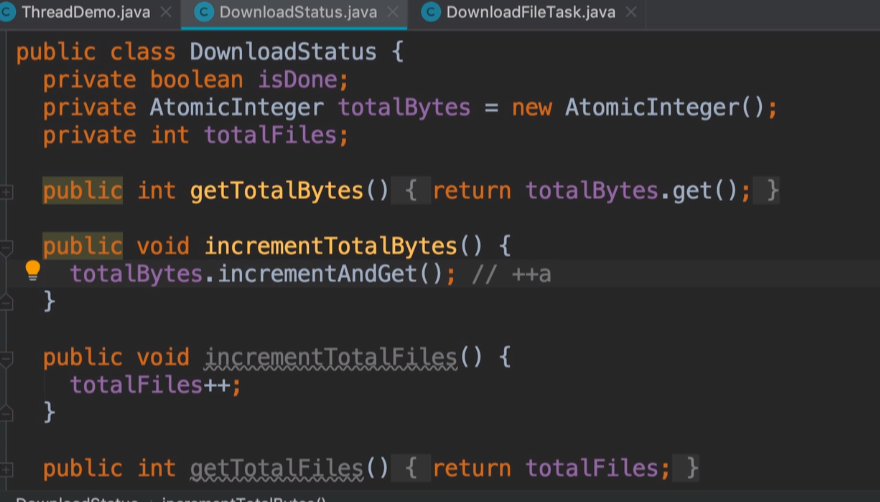 ThreadDemo.java × DownloadStatus.java × DownloadFileTask.java ×
public class DownloadStatus {
private boolean isDone;
private AtomicInteger totalBytes = new AtomicInteger();
private int totalFiles;
public int getTotalBytes() { return totalBytes.get(); }
public void incrementTotalBytes() {
totalBytes.incrementAndGet(); // ++a
}
public void incrementTotalFiles() {
totalFiles++;
}
public int getTotalFiles() { return totalFiles; }
DownloadStatus › incrementTotalBytes()